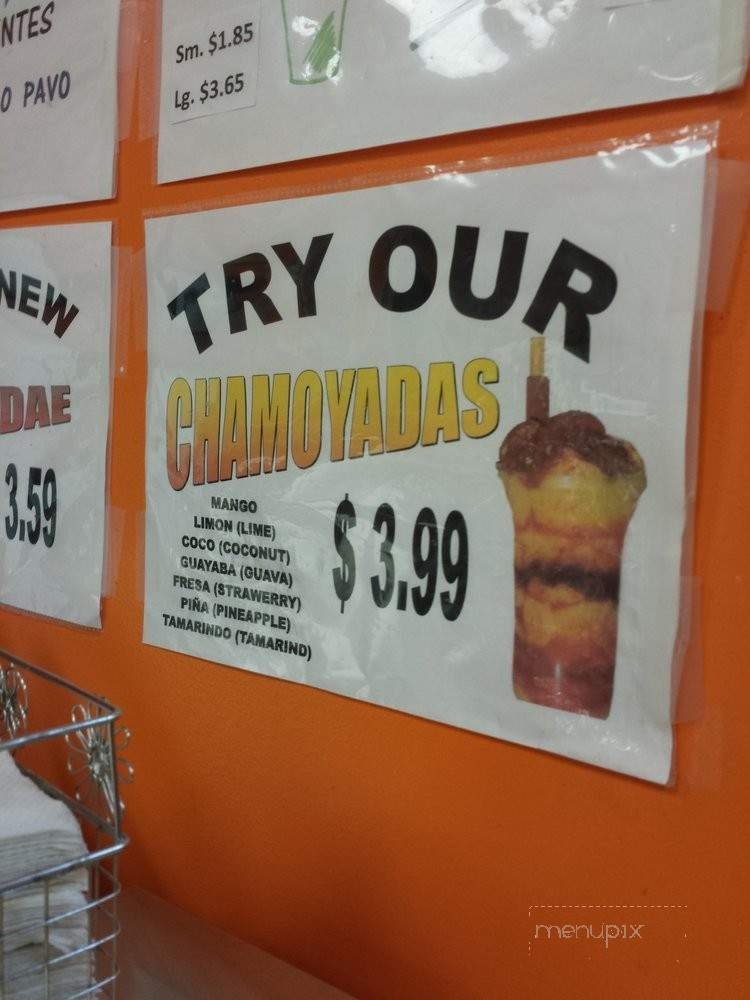 NTES
O PAVO
Sm. $1.85
Lg. $3.65
NEW
DAE
3.59
TRY OUR
CHAMOYADAS
MANGO
LIMON (LIME)
COCO (COCONUT)
GUAYABA (GUAVA)
FRESA (STRAWERRY)
PIÑA (PINEAPPLE)
TAMARINDO (TAMARIND)
$ 3.99
menupix